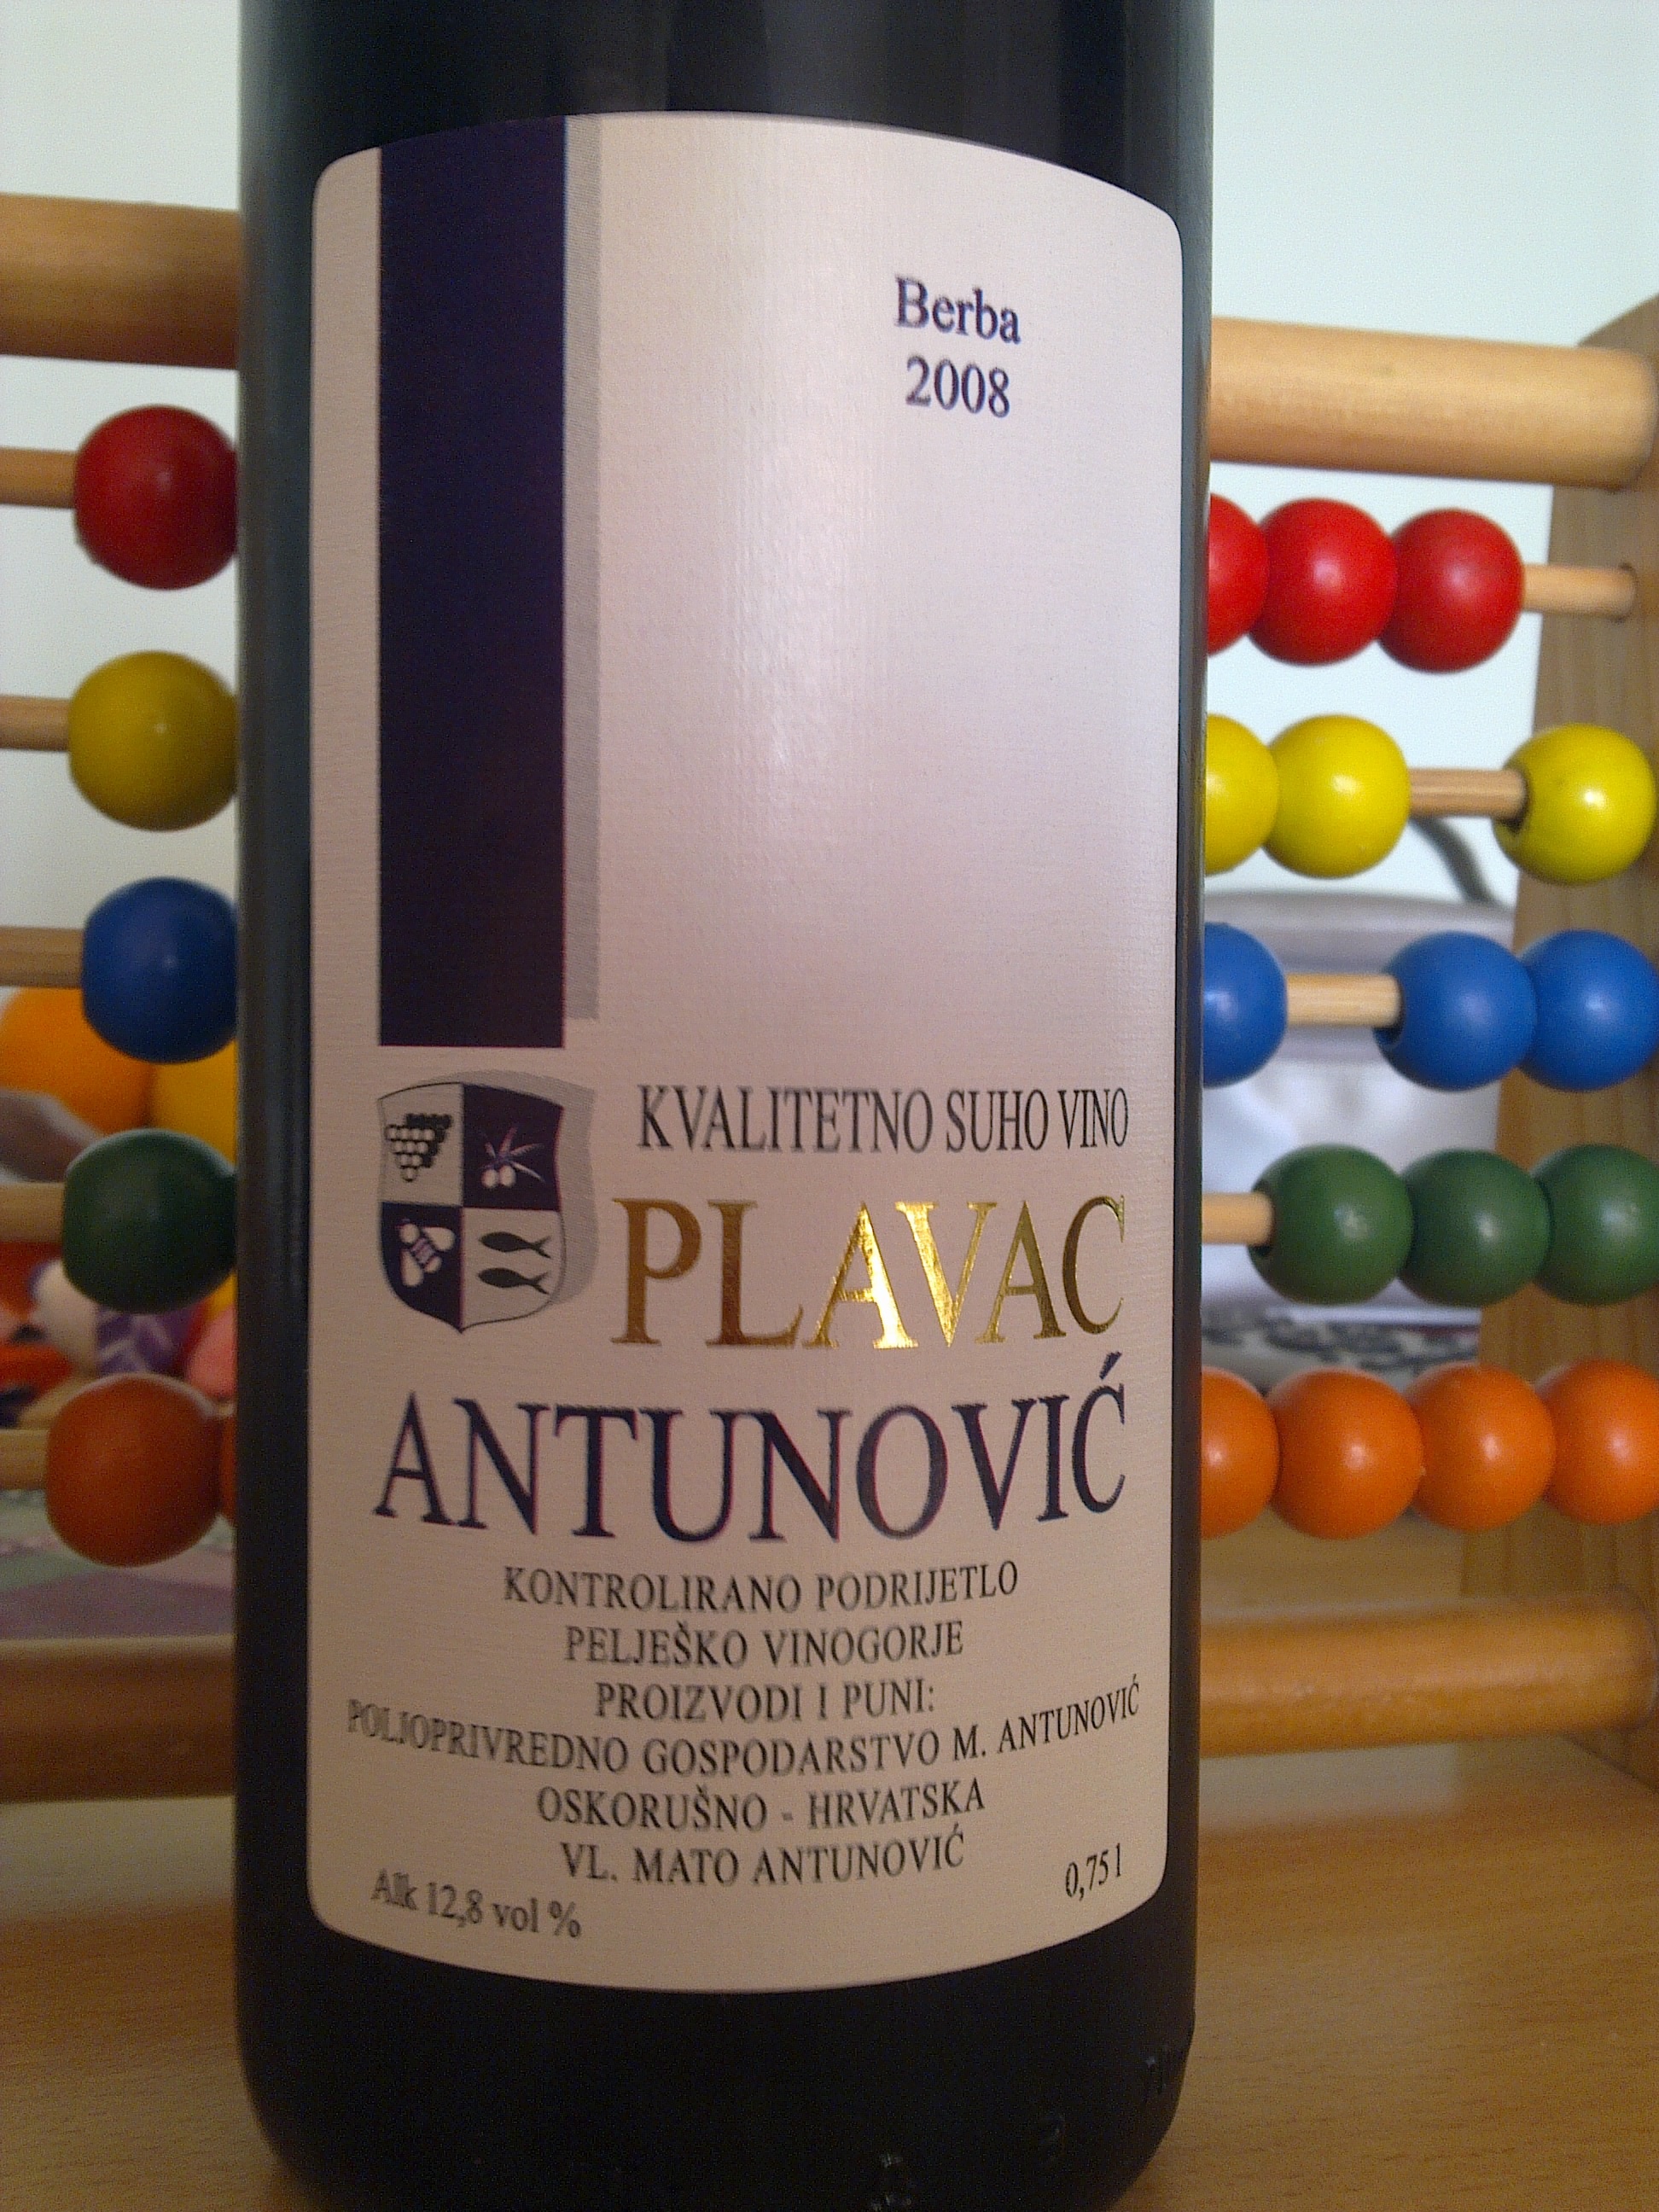 Berba
2008
KVALITETNO SUHO VINO
PLAVAC
ANTUNOVIĆ
KONTROLIRANO PODRIJETLO
PELJEŠKO VINOGORJE
PROIZVODI I PUNI:
POLJOPRIVREDNO GOSPODARSTVO M. ANTUNOVIĆ
OSKORUŠNO - HRVATSKA
VL. MATO ANTUNOVIĆ
Alk 12,8 vol % 0,75 l